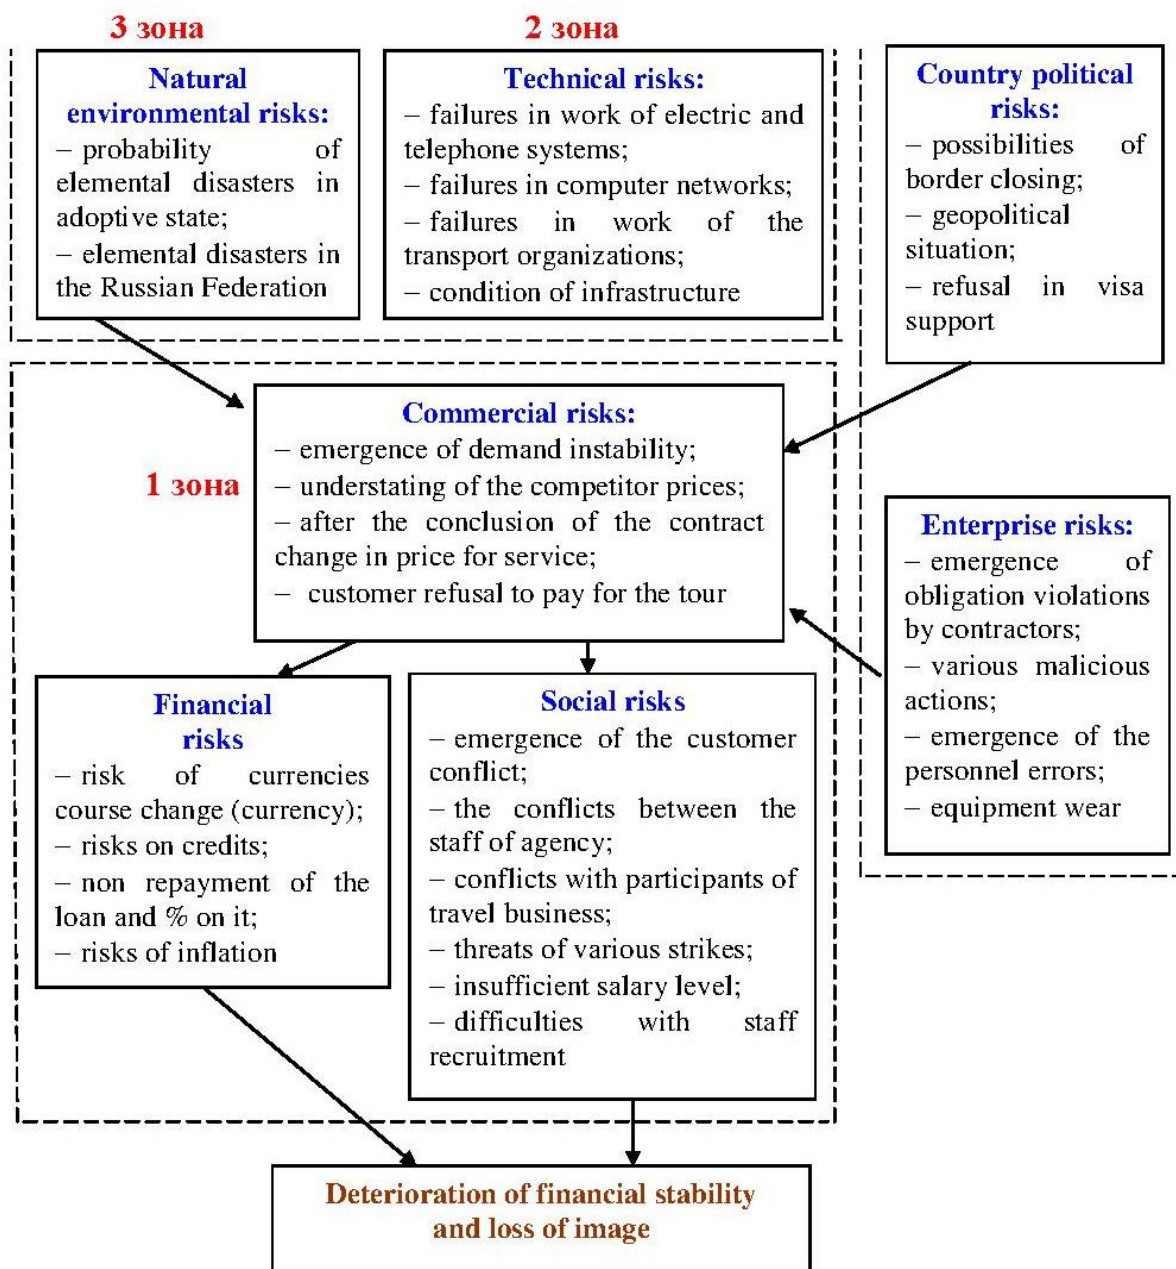 3 зона
2 зона
Natural
environmental risks:
– probability of
elemental disasters in
adoptive state;
– elemental disasters in
the Russian Federation
Technical risks:
– failures in work of electric and
telephone systems;
– failures in computer networks;
– failures in work of the
transport organizations;
– condition of infrastructure
Country political
risks:
– possibilities of
border closing;
– geopolitical
situation;
– refusal in visa
support
1 зона
Commercial risks:
– emergence of demand instability;
– understating of the competitor prices;
– after the conclusion of the contract
change in price for service;
– customer refusal to pay for the tour
Enterprise risks:
– emergence of
obligation violations
by contractors;
– various malicious
actions;
– emergence of the
personnel errors;
– equipment wear
Financial
risks
– risk of currencies
course change (currency);
– risks on credits;
– non repayment of the
loan and % on it;
– risks of inflation
Social risks
– emergence of the customer
conflict;
– the conflicts between the
staff of agency;
– conflicts with participants of
travel business;
– threats of various strikes;
– insufficient salary level;
– difficulties with staff
recruitment
Deterioration of financial stability
and loss of image